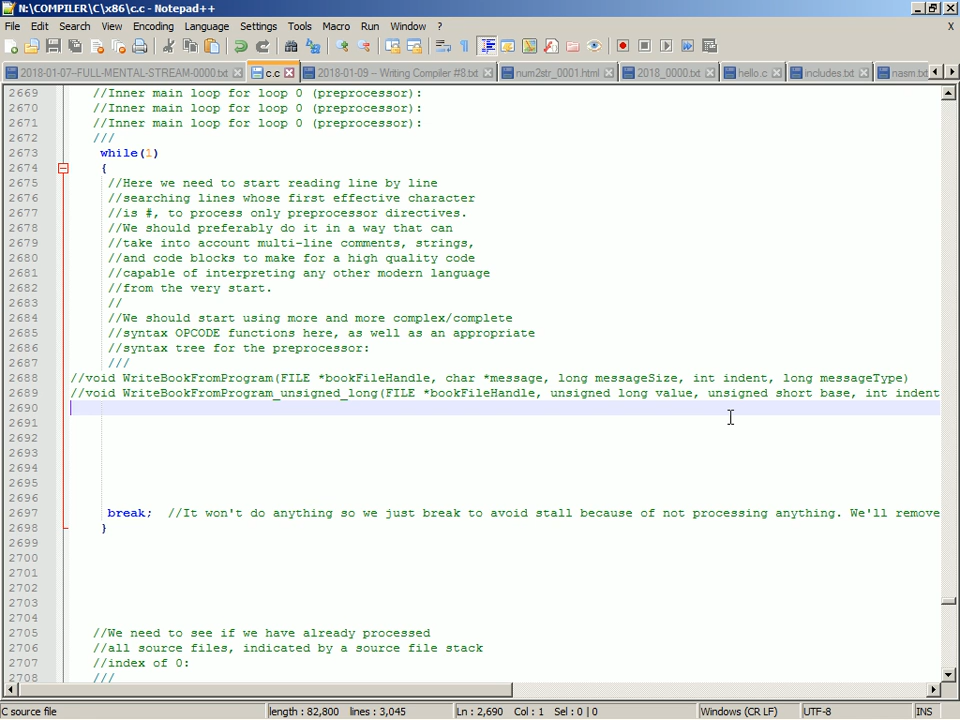 N:\COMPILER\C\x86\c.c - Notepad++
File Edit Search View Encoding Language Settings Tools Macro Run Window ? X
2018-01-07-FULL-MENTAL-STREAM-0000.txt c.c 2018-01-09 – Writing Compiler #8.txt num2str_0001.html 2018_0000.txt hello.c includes.txt nasm.tx
2669 //Inner main loop for loop 0 (preprocessor):
2670 //Inner main loop for loop 0 (preprocessor):
2671 //Inner main loop for loop 0 (preprocessor):
2672 ///
2673 while(1)
2674 {
2675 //Here we need to start reading line by line
2676 //searching lines whose first effective character
2677 //is #, to process only preprocessor directives.
2678 //We should preferably do it in a way that can
2679 //take into account multi-line comments, strings,
2680 //and code blocks to make for a high quality code
2681 //capable of interpreting any other modern language
2682 //from the very start.
2683 //
2684 //We should start using more and more complex/complete
2685 //syntax OPCODE functions here, as well as an appropriate
2686 //syntax tree for the preprocessor:
2687 ///
2688 //void WriteBookFromProgram(FILE *bookFileHandle, char *message, long messageSize, int indent, long messageType)
2689 //void WriteBookFromProgram_unsigned_long(FILE *bookFileHandle, unsigned long value, unsigned short base, int indent
2690
2691
2692
2693
2694
2695
2696
2697 break; //It won't do anything so we just break to avoid stall because of not processing anything. We'll remove
2698 }
2699
2700
2701
2702
2703
2704
2705 //We need to see if we have already processed
2706 //all source files, indicated by a source file stack
2707 //index of 0:
2708 ///
C source file length : 82,800 lines : 3,045 Ln : 2,690 Col : 1 Sel : 0 | 0 Windows (CR LF) UTF-8 INS